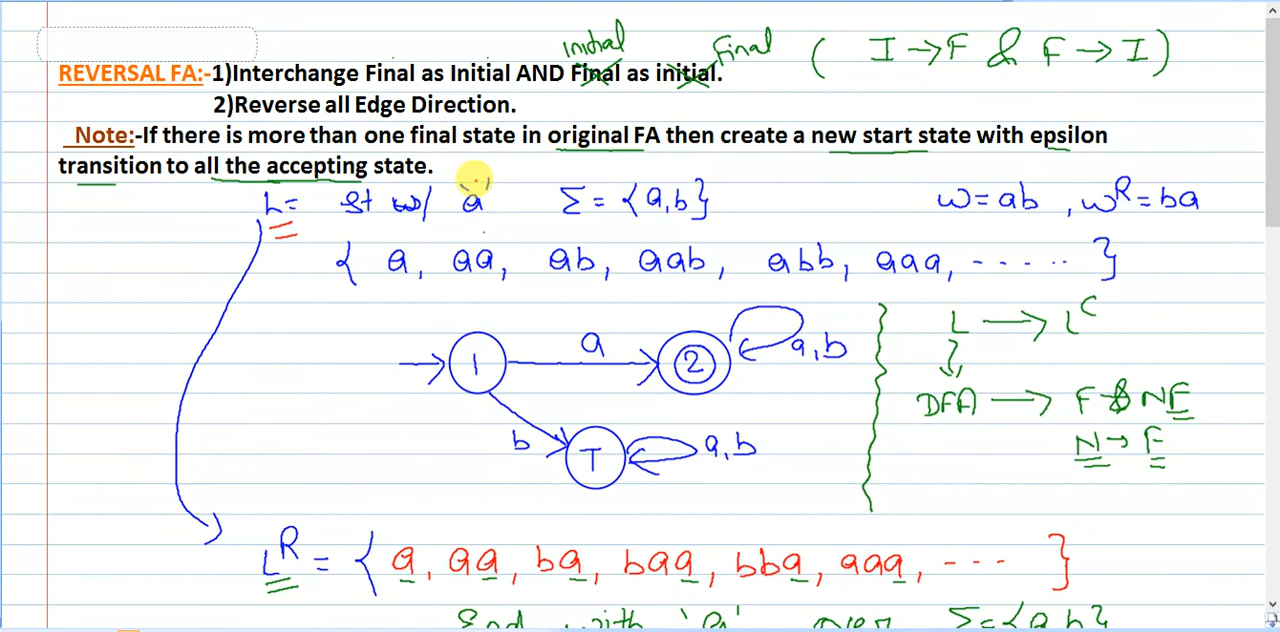 Initial Final ( I → F & F → I )
REVERSAL FA:-1)Interchange Final as Initial AND Final as initial.
2)Reverse all Edge Direction.
Note:-If there is more than one final state in original FA then create a new start state with epsilon
transition to all the accepting state.
L= st w/ 'a' Σ = {a,b} w=ab , w^R = ba
{ a, aa, ab, aab, abb, aaa, ...... }
L → L^C
1 a 2 a,b
DFA → F & NF
b T a,b
N → F
L^R = { a, aa, ba, baa, bba, aaa, --- }
End with 'a' over Σ={a b}